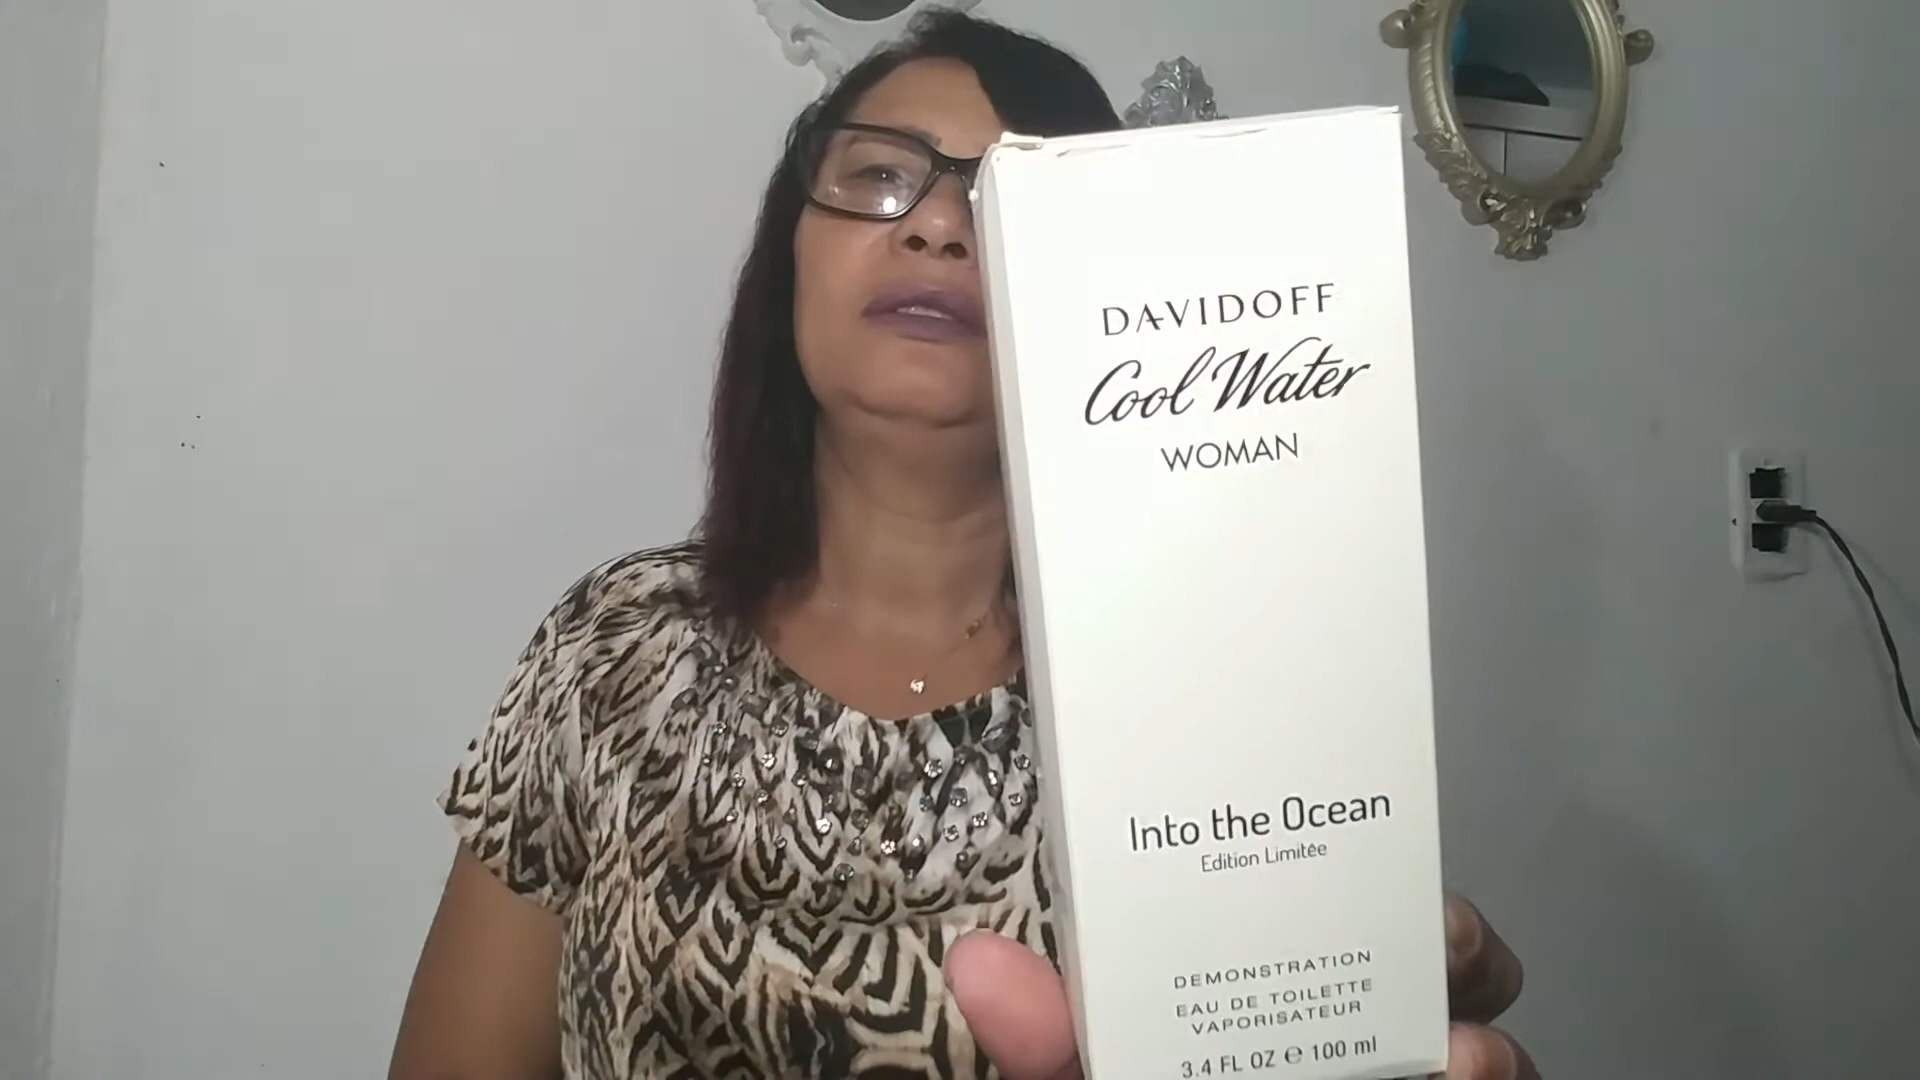 DAVIDOFF
Cool Water
WOMAN
Into the Ocean
Edition Limitée
DEMONSTRATION
EAU DE TOILETTE
VAPORISATEUR
3.4 FL OZ ℮ 100 ml